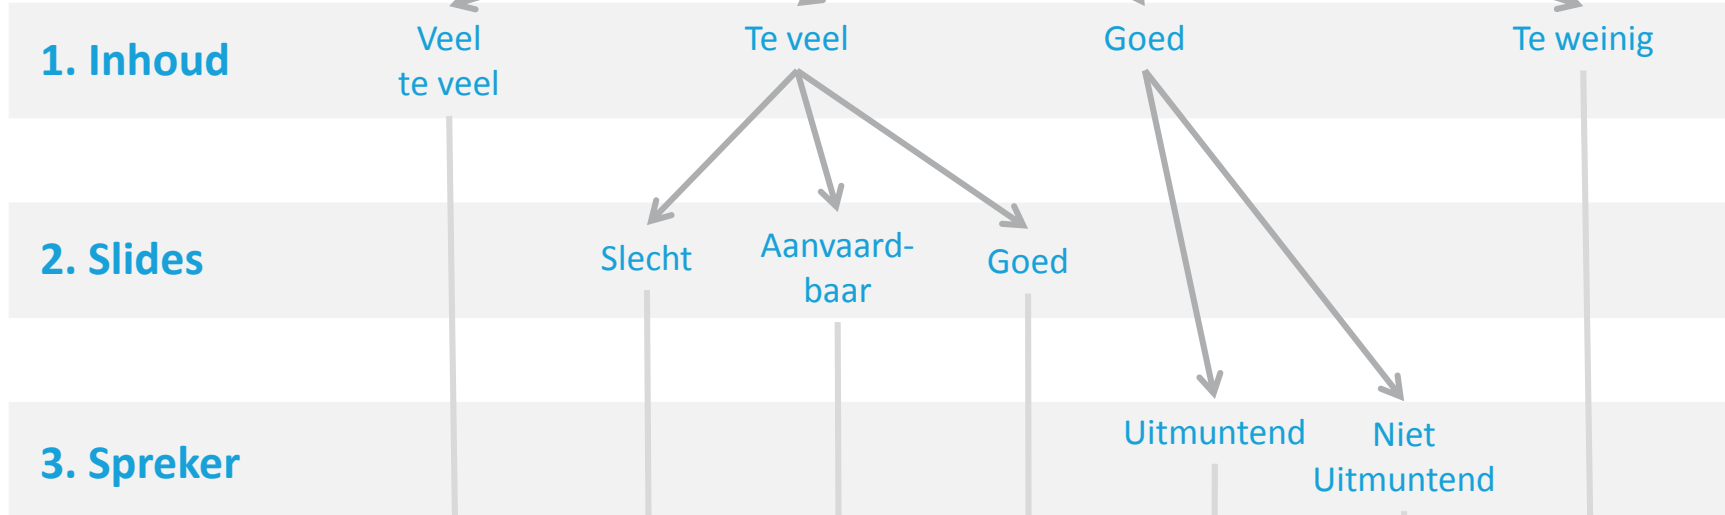 1. Inhoud
Veel
te veel
Te veel
Goed
Te weinig
2. Slides
Slecht
Aanvaard-
baar
Goed
3. Spreker
Uitmuntend
Niet
Uitmuntend